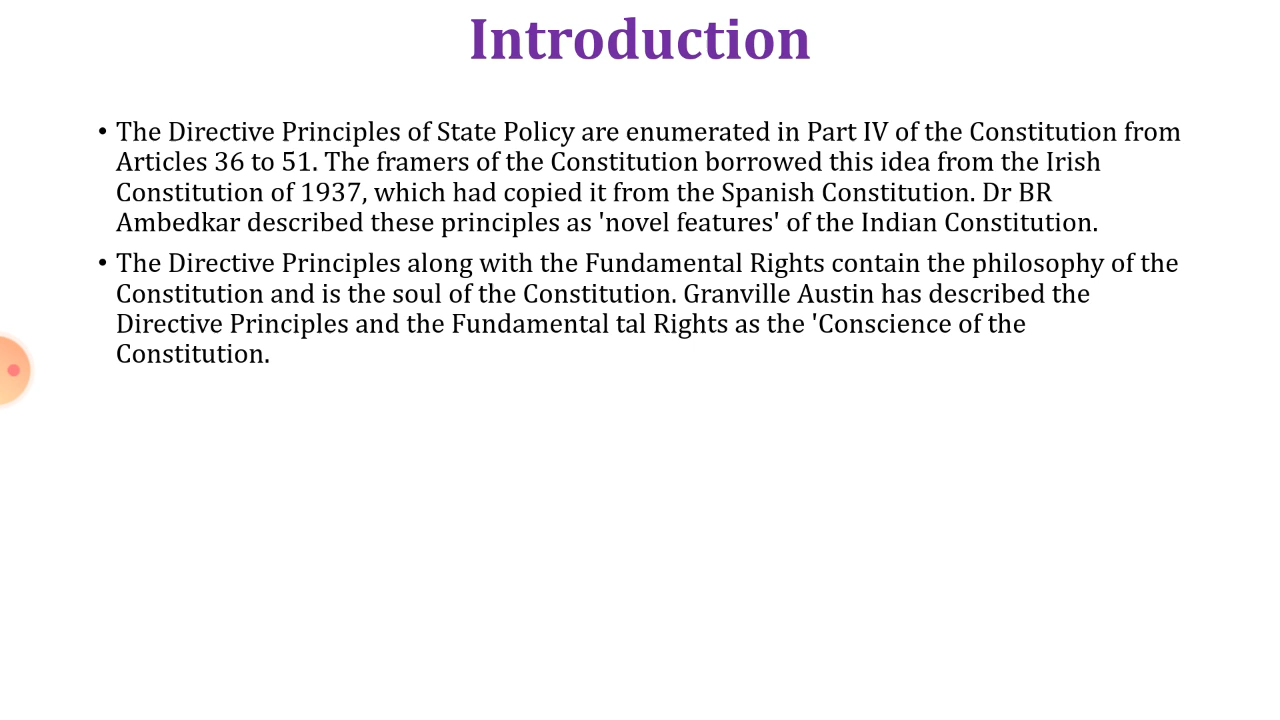 Introduction
• The Directive Principles of State Policy are enumerated in Part IV of the Constitution from
Articles 36 to 51. The framers of the Constitution borrowed this idea from the Irish
Constitution of 1937, which had copied it from the Spanish Constitution. Dr BR
Ambedkar described these principles as 'novel features' of the Indian Constitution.
• The Directive Principles along with the Fundamental Rights contain the philosophy of the
Constitution and is the soul of the Constitution. Granville Austin has described the
Directive Principles and the Fundamental tal Rights as the 'Conscience of the
Constitution.